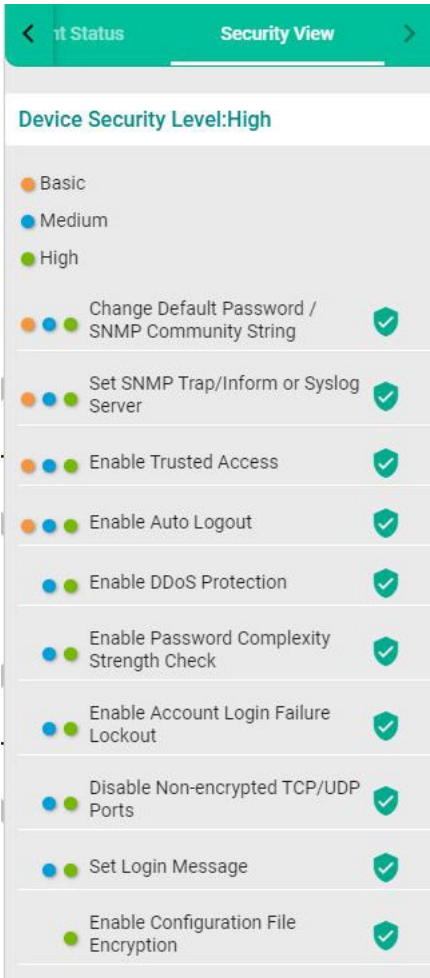 nt Status
Security View
Device Security Level:High
Basic
Medium
High
Change Default Password /
SNMP Community String
Set SNMP Trap/Inform or Syslog
Server
Enable Trusted Access
Enable Auto Logout
Enable DDoS Protection
Enable Password Complexity
Strength Check
Enable Account Login Failure
Lockout
Disable Non-encrypted TCP/UDP
Ports
Set Login Message
Enable Configuration File
Encryption